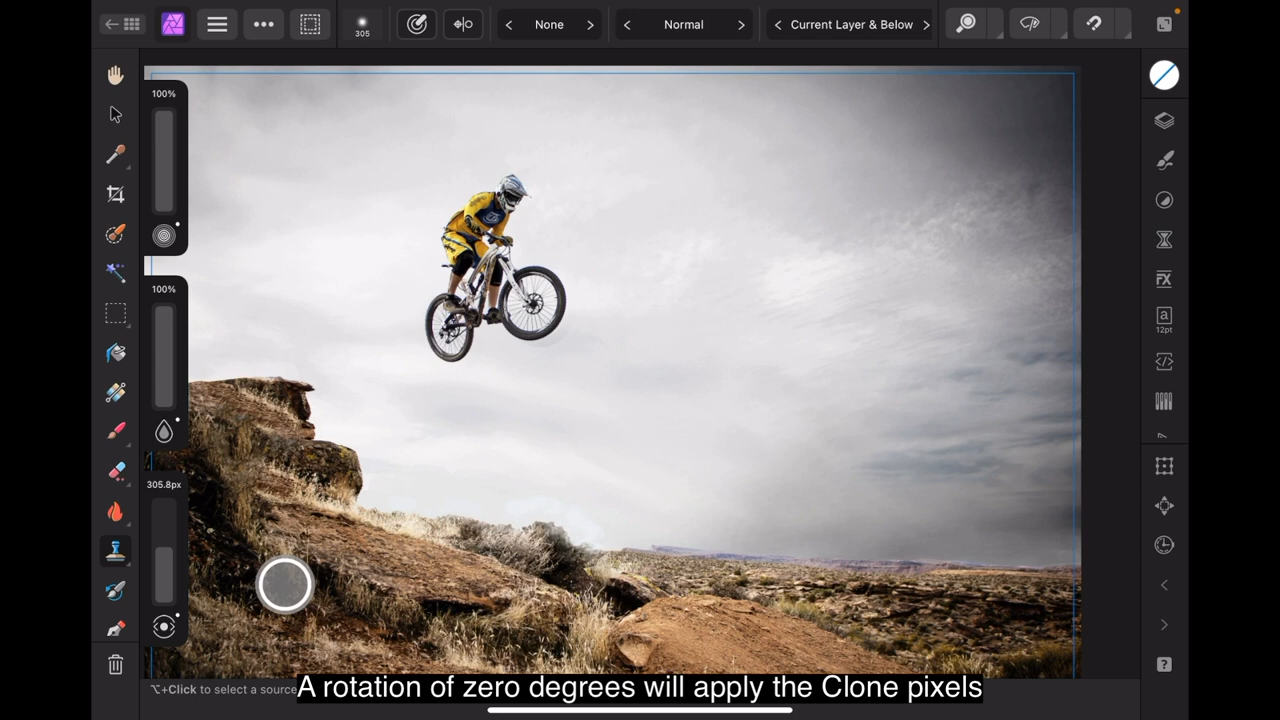 305
None
Normal
Current Layer & Below
100%
100%
305.8px
a
12pt
FX
?
⌥+Click to select a source
A rotation of zero degrees will apply the Clone pixels